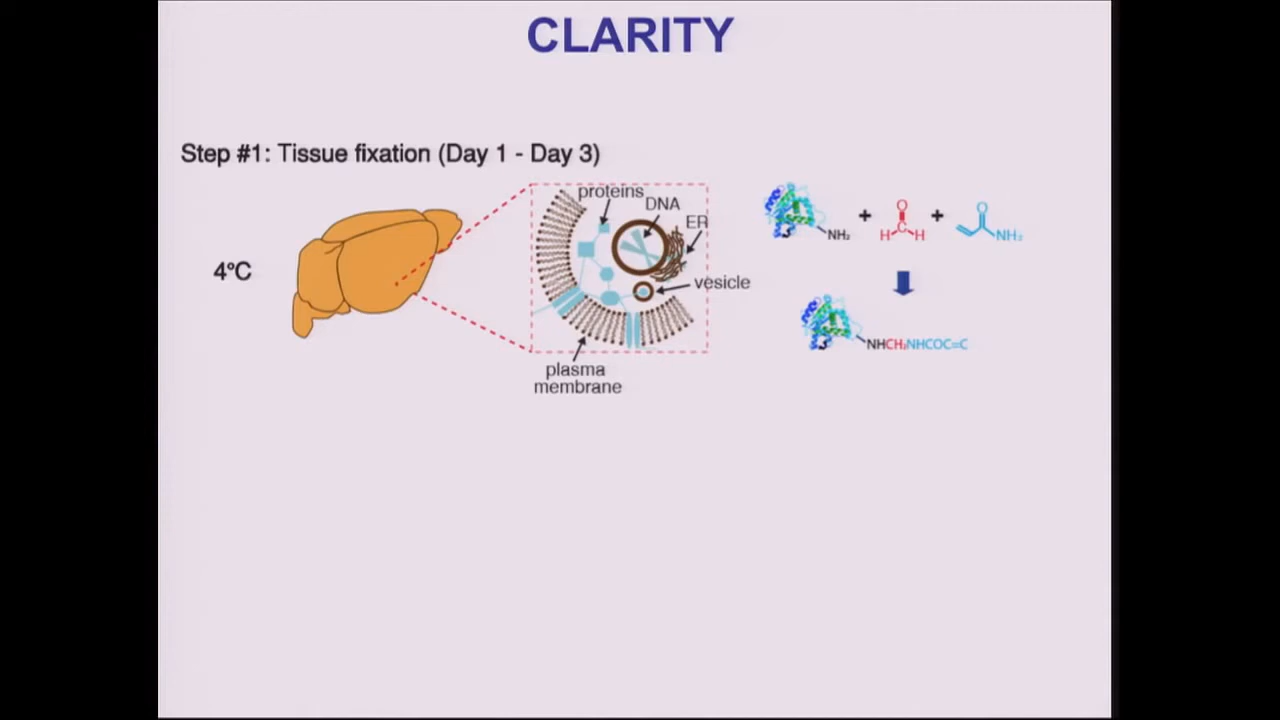 CLARITY
Step #1: Tissue fixation (Day 1 - Day 3)
4°C
proteins
DNA
ER
vesicle
plasma
membrane
NH₂
+
O
H C H
+
O
NH₂
NHCH₂NHCOC=C